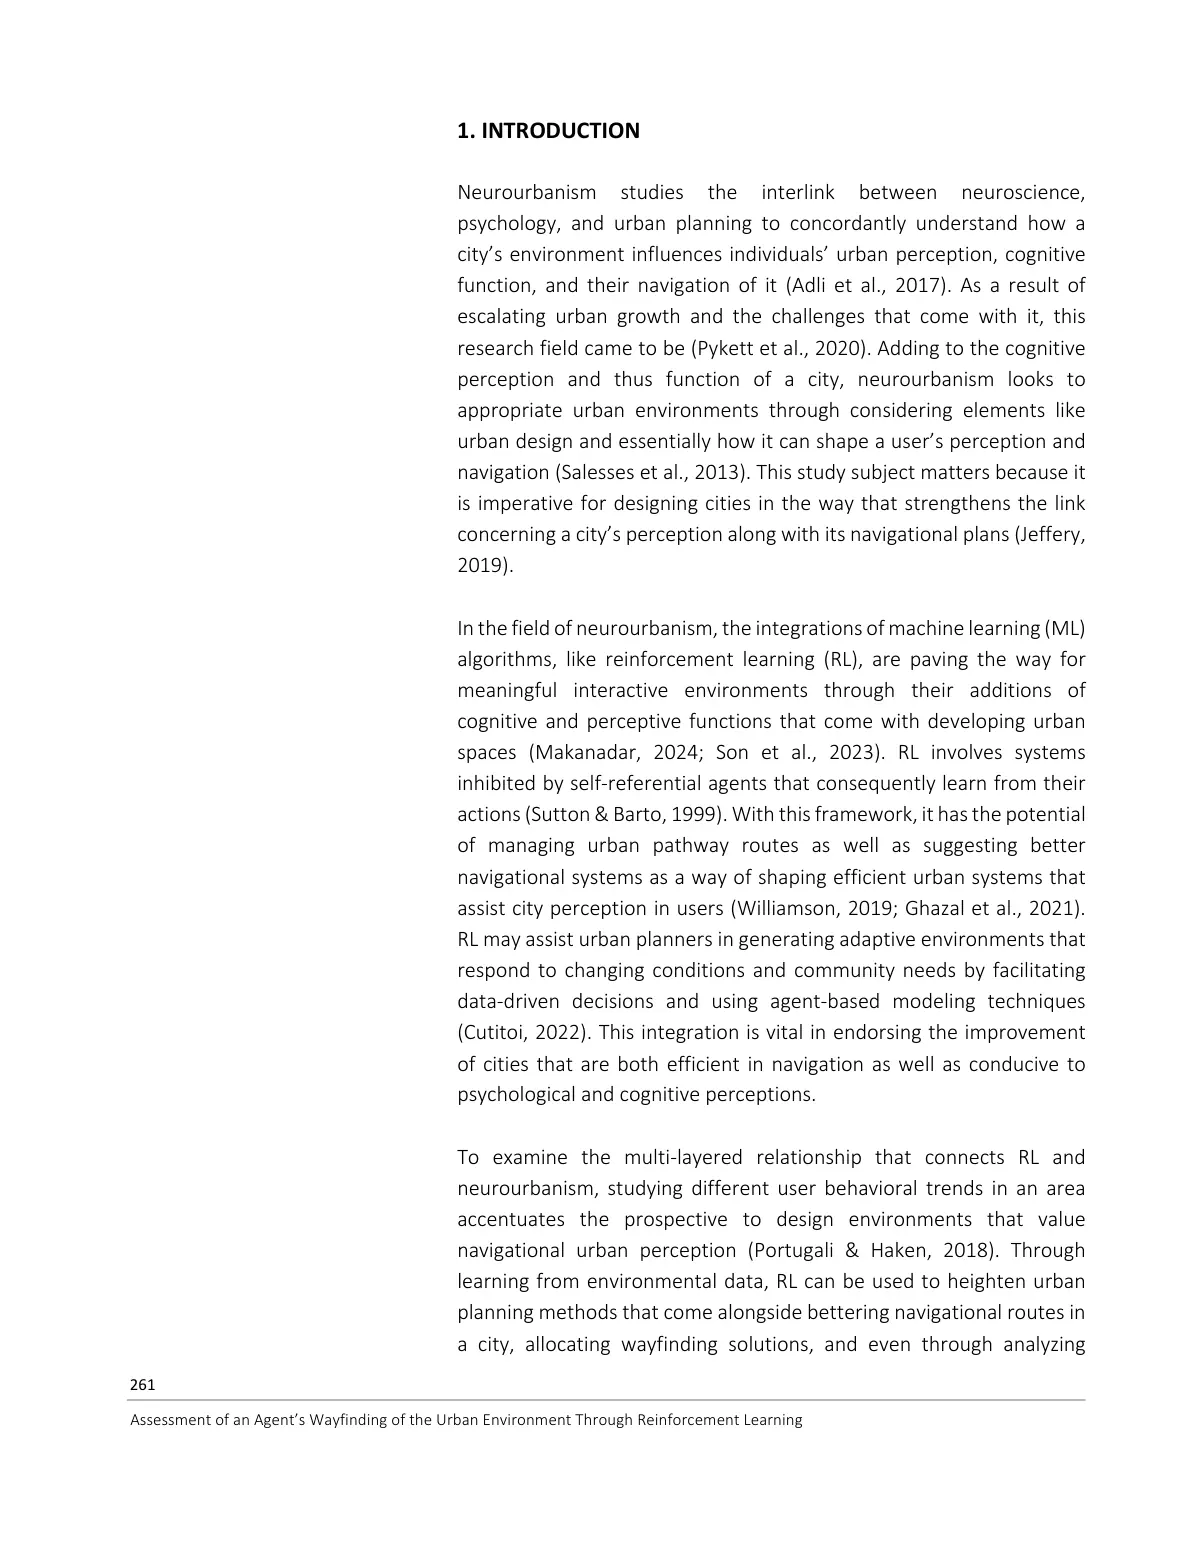 1. INTRODUCTION
Neurourbanism studies the interlink between neuroscience,
psychology, and urban planning to concordantly understand how a
city’s environment influences individuals’ urban perception, cognitive
function, and their navigation of it (Adli et al., 2017). As a result of
escalating urban growth and the challenges that come with it, this
research field came to be (Pykett et al., 2020). Adding to the cognitive
perception and thus function of a city, neurourbanism looks to
appropriate urban environments through considering elements like
urban design and essentially how it can shape a user’s perception and
navigation (Salesses et al., 2013). This study subject matters because it
is imperative for designing cities in the way that strengthens the link
concerning a city’s perception along with its navigational plans (Jeffery,
2019).
In the field of neurourbanism, the integrations of machine learning (ML)
algorithms, like reinforcement learning (RL), are paving the way for
meaningful interactive environments through their additions of
cognitive and perceptive functions that come with developing urban
spaces (Makanadar, 2024; Son et al., 2023). RL involves systems
inhibited by self-referential agents that consequently learn from their
actions (Sutton & Barto, 1999). With this framework, it has the potential
of managing urban pathway routes as well as suggesting better
navigational systems as a way of shaping efficient urban systems that
assist city perception in users (Williamson, 2019; Ghazal et al., 2021).
RL may assist urban planners in generating adaptive environments that
respond to changing conditions and community needs by facilitating
data-driven decisions and using agent-based modeling techniques
(Cutitoi, 2022). This integration is vital in endorsing the improvement
of cities that are both efficient in navigation as well as conducive to
psychological and cognitive perceptions.
To examine the multi-layered relationship that connects RL and
neurourbanism, studying different user behavioral trends in an area
accentuates the prospective to design environments that value
navigational urban perception (Portugali & Haken, 2018). Through
learning from environmental data, RL can be used to heighten urban
planning methods that come alongside bettering navigational routes in
a city, allocating wayfinding solutions, and even through analyzing
261
Assessment of an Agent’s Wayfinding of the Urban Environment Through Reinforcement Learning